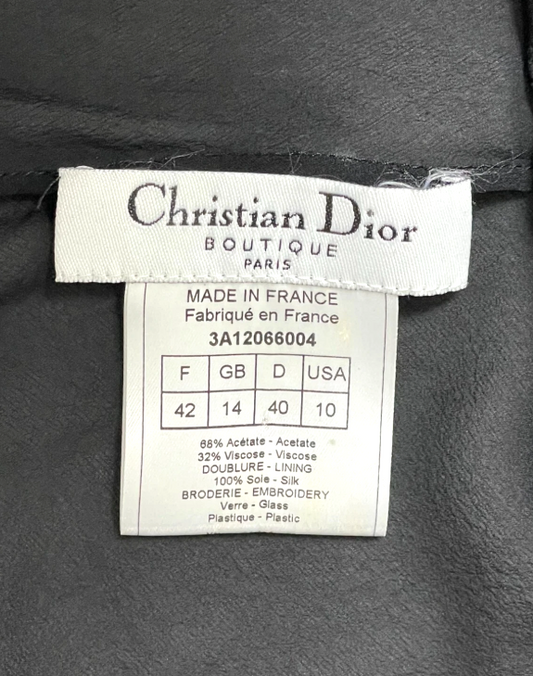 Christian Dior
BOUTIQUE
PARIS
MADE IN FRANCE
Fabriqué en France
3A12066004
F GB D USA
42 14 40 10
68% Acétate - Acetate
32% Viscose - Viscose
DOUBLURE - LINING
100% Soie - Silk
BRODERIE - EMBROIDERY
Verre - Glass
Plastique - Plastic